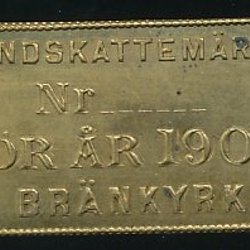 NDSKATTEMÄR
Nr.......
ÖR ÅR 190
BRÄNKYRK